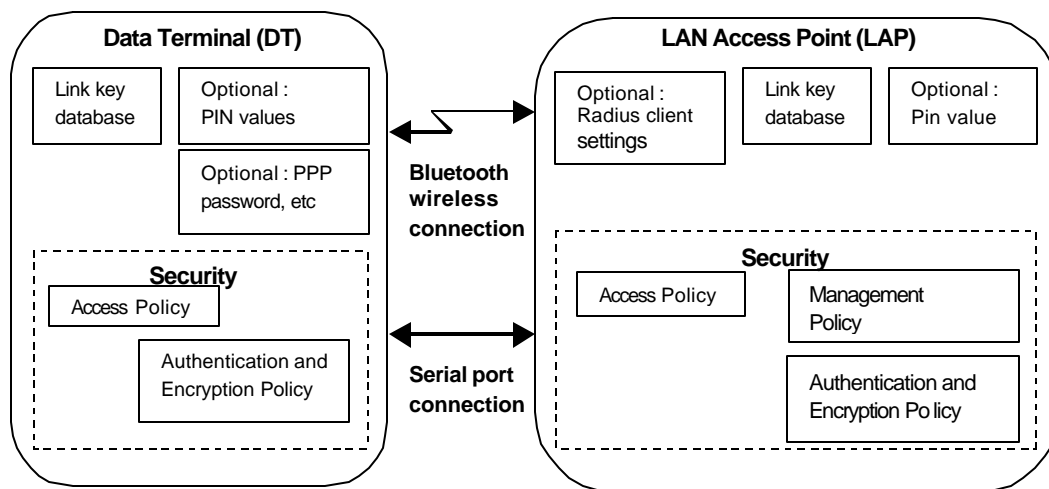 Data Terminal (DT)
Link key
database
Optional :
PIN values
Optional : PPP
password, etc
Security
Access Policy
Authentication and
Encryption Policy
Bluetooth
wireless
connection
Serial port
connection
LAN Access Point (LAP)
Optional :
Radius client
settings
Link key
database
Optional :
Pin value
Security
Access Policy
Management
Policy
Authentication and
Encryption Policy